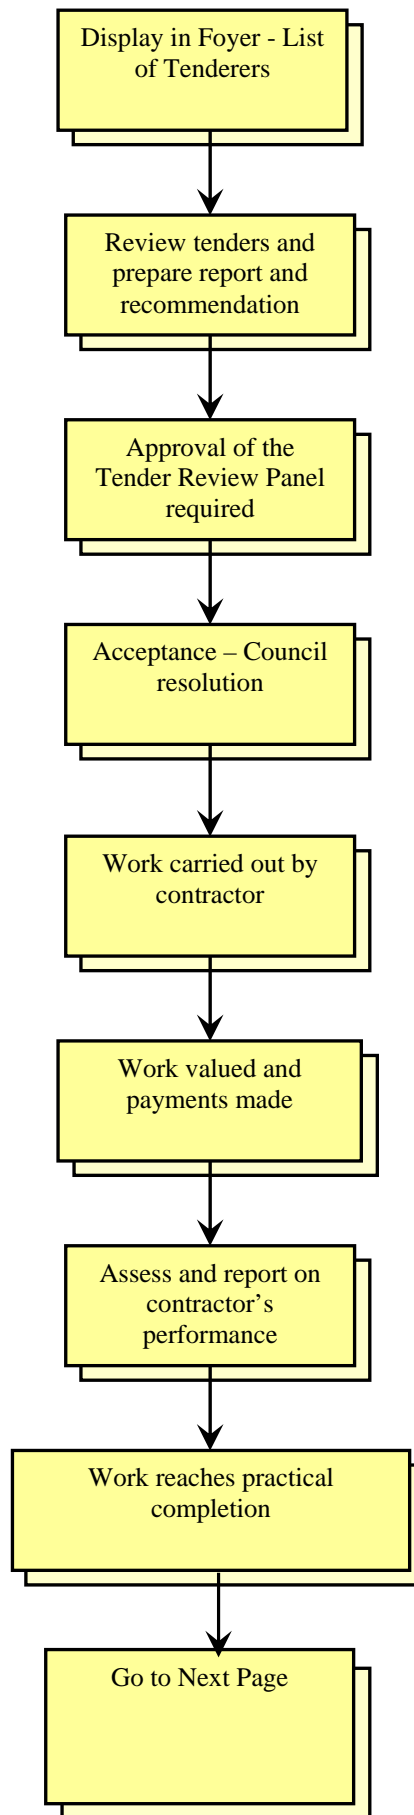 Display in Foyer - List
of Tenderers
Review tenders and
prepare report and
recommendation
Approval of the
Tender Review Panel
required
Acceptance – Council
resolution
Work carried out by
contractor
Work valued and
payments made
Assess and report on
contractor’s
performance
Work reaches practical
completion
Go to Next Page